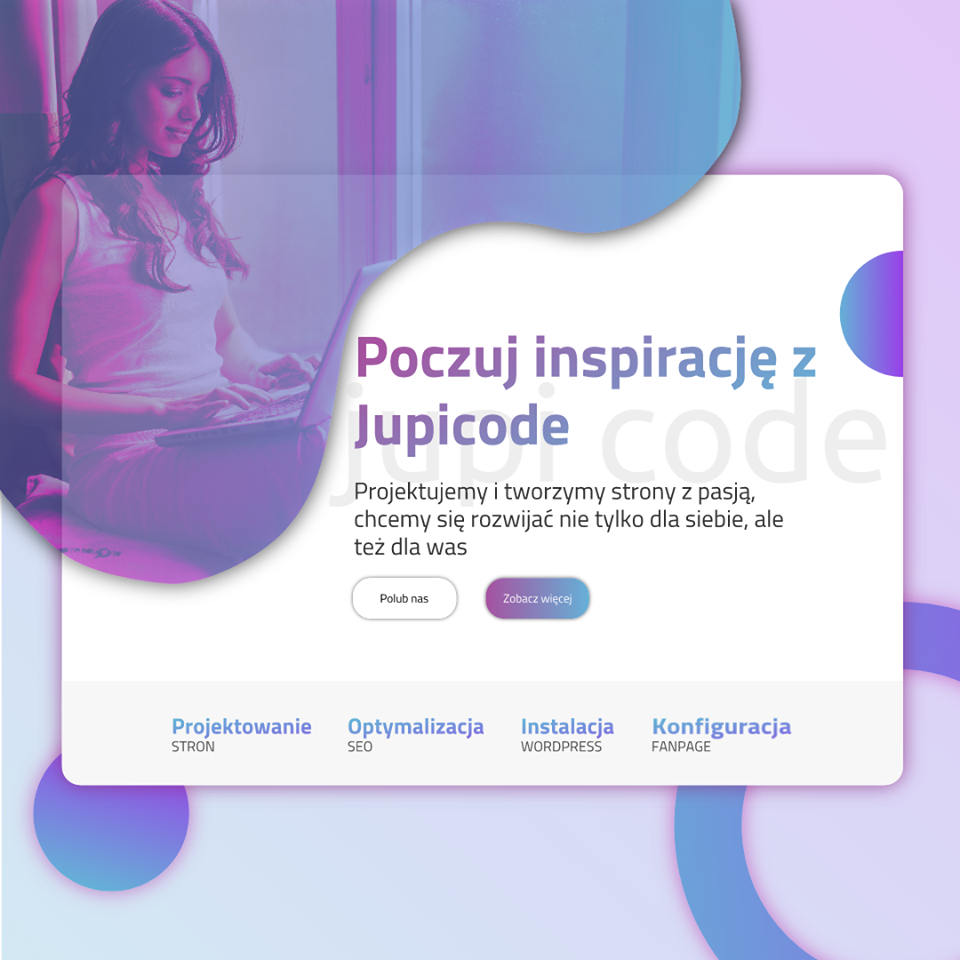 Poczuj inspirację z
Jupicode
jupi code
Projektujemy i tworzymy strony z pasją,
chcemy się rozwijać nie tylko dla siebie, ale
też dla was
Polub nas
Zobacz więcej
Projektowanie
STRON
Optymalizacja
SEO
Instalacja
WORDPRESS
Konfiguracja
FANPAGE